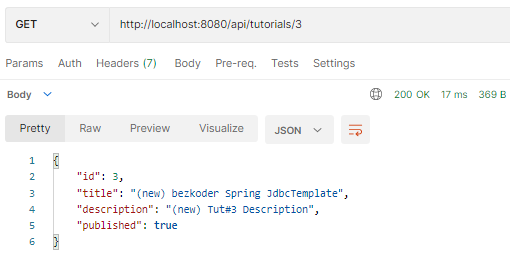 GET http://localhost:8080/api/tutorials/3
Params Auth Headers (7) Body Pre-req. Tests Settings
Body 200 OK 17 ms 369 B
Pretty Raw Preview Visualize JSON
1 {
2 "id": 3,
3 "title": "(new) bezkoder Spring JdbcTemplate",
4 "description": "(new) Tut#3 Description",
5 "published": true
6 }